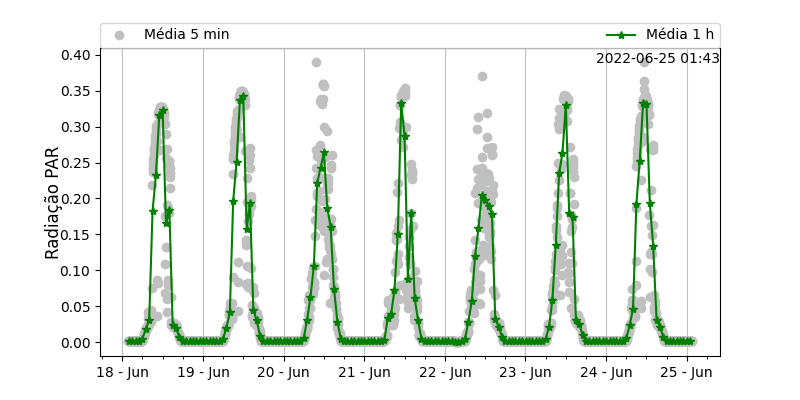 Média 5 min
Média 1 h
2022-06-25 01:43
Radiação PAR
0.40
0.35
0.30
0.25
0.20
0.15
0.10
0.05
0.00
18 - Jun
19 - Jun
20 - Jun
21 - Jun
22 - Jun
23 - Jun
24 - Jun
25 - Jun